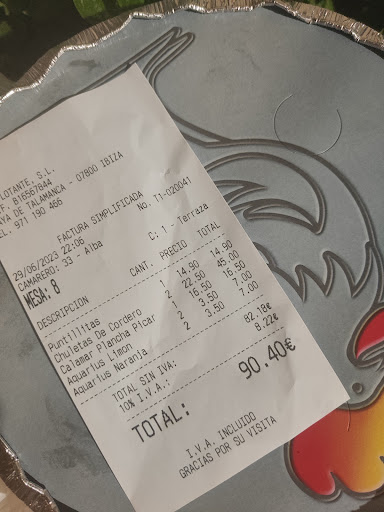 LOTANTE, S.L.
F. B16567644
AYA DE TALAMANCA - 07800 IBIZA
EL. 971 190 466
FACTURA SIMPLIFICADA
29/06/2023 22:06 No. T1-020041
CAMARERO: 33 - Alba
MESA: 8 C: 1 - Terraza
DESCRIPCION CANT. PRECIO TOTAL
Puntillitas 1 14.90 14.90
Chuletas De Cordero 2 22.50 45.00
Calamar Plancha Picar 1 16.50 16.50
Aquarius Limon 2 3.50 7.00
Aquarius Naranja 2 3.50 7.00
TOTAL SIN IVA: 82.18€
10% I.V.A.: 8.22€
TOTAL: 90.40€
I.V.A. INCLUIDO
GRACIAS POR SU VISITA